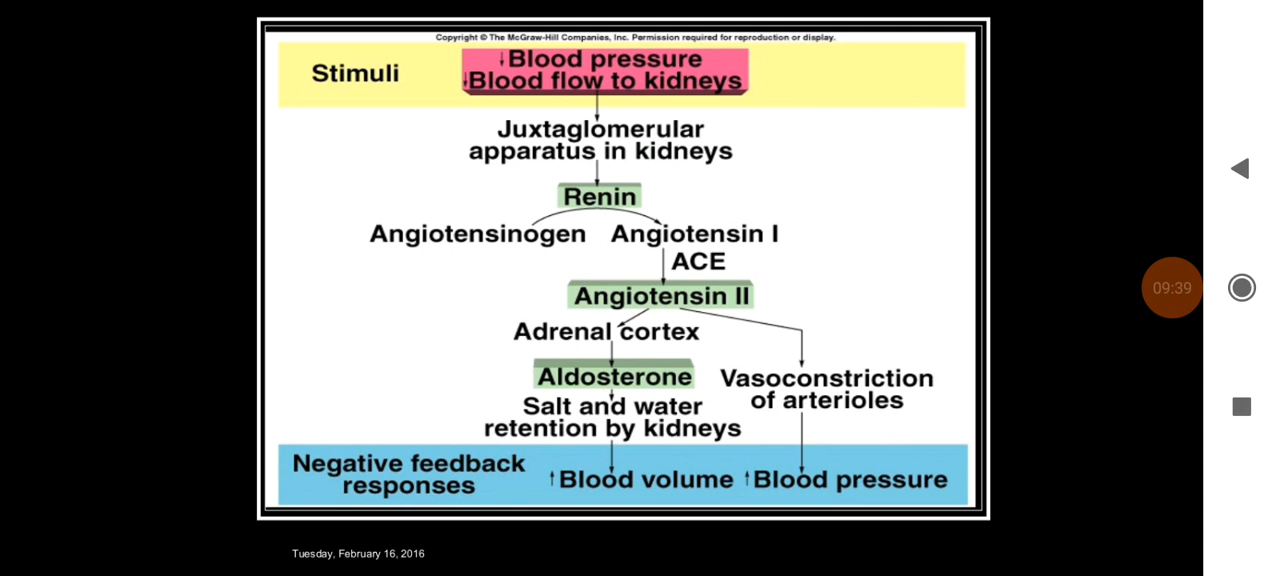 Copyright © The McGraw-Hill Companies, Inc. Permission required for reproduction or display.
Stimuli
↓Blood pressure
↓Blood flow to kidneys
Juxtaglomerular
apparatus in kidneys
Renin
Angiotensinogen Angiotensin I
ACE
Angiotensin II
Adrenal cortex
Aldosterone
Vasoconstriction
of arterioles
Salt and water
retention by kidneys
Negative feedback
responses
↑Blood volume ↑Blood pressure
Tuesday, February 16, 2016
09:39